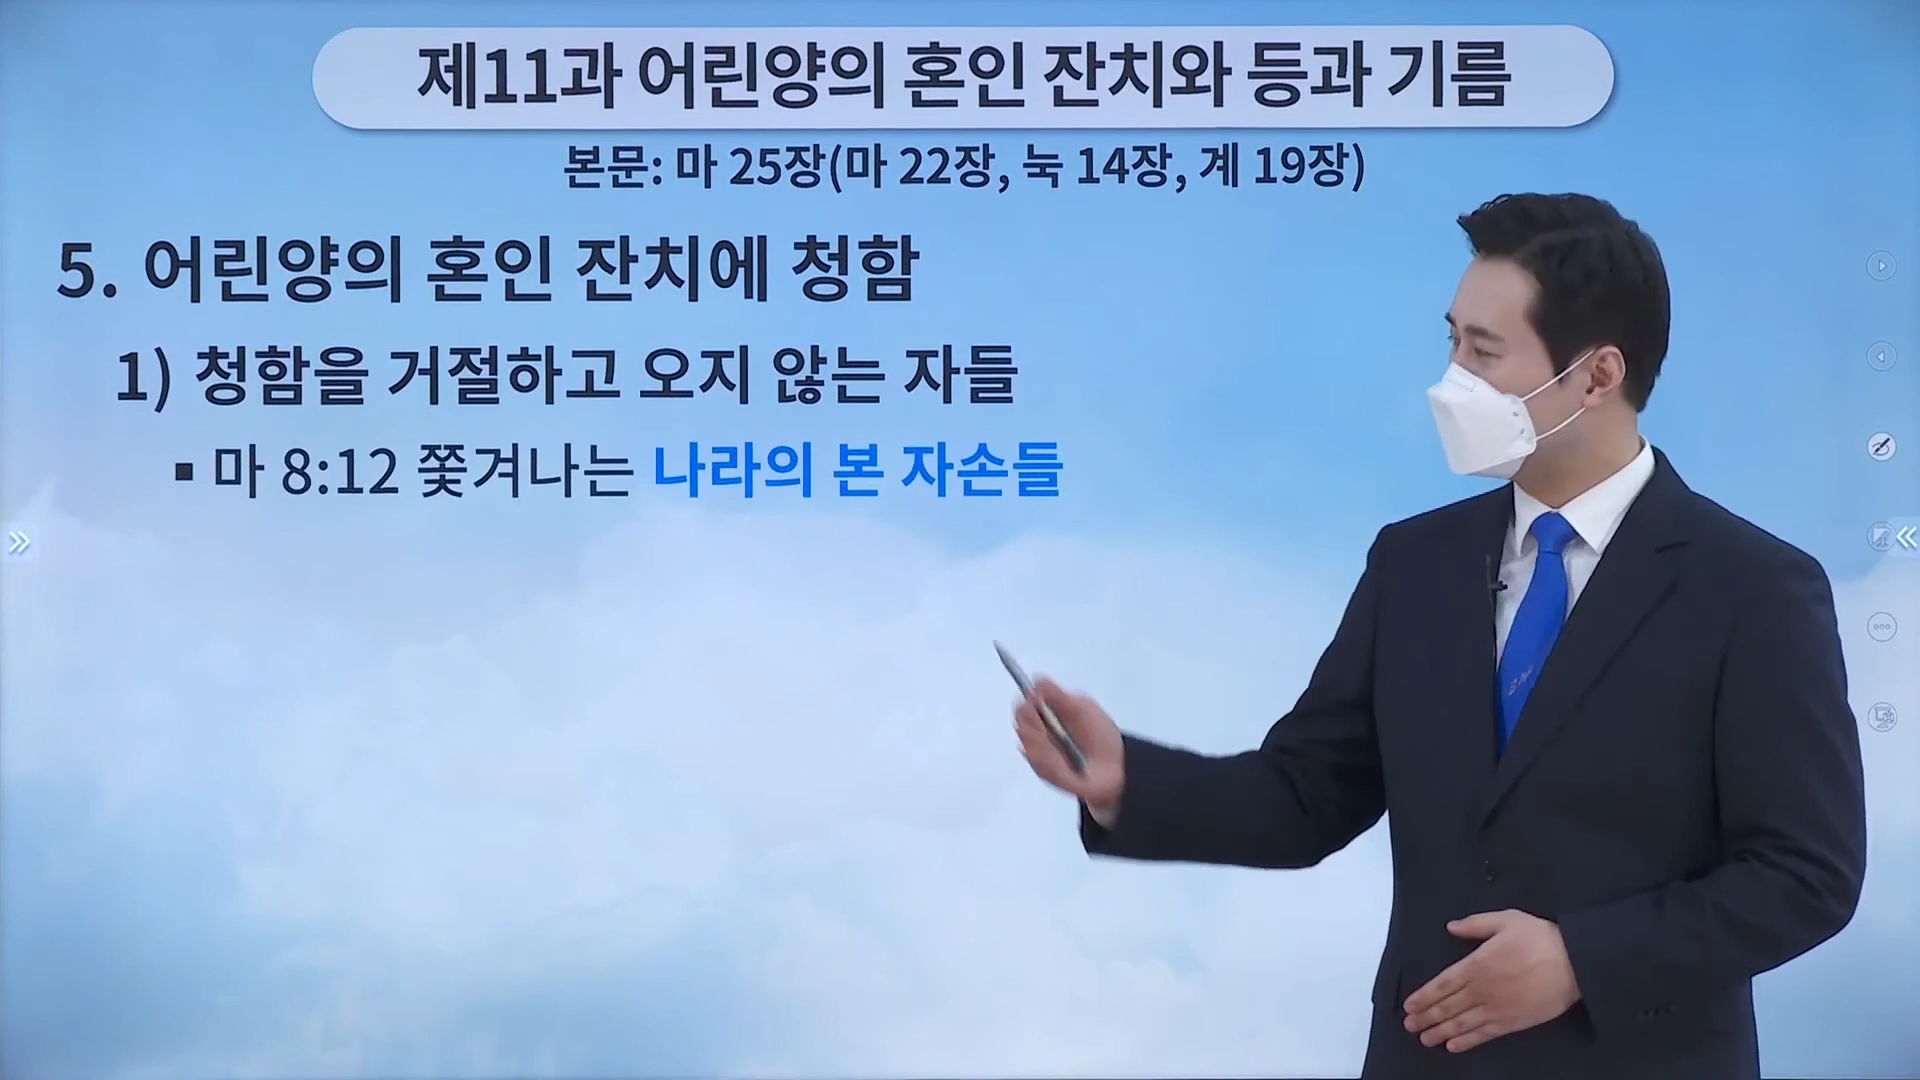 제11과 어린양의 혼인 잔치와 등과 기름
본문: 마 25장(마 22장, 눅 14장, 계 19장)
5. 어린양의 혼인 잔치에 청함
1) 청함을 거절하고 오지 않는 자들
▪ 마 8:12 쫓겨나는 나라의 본 자손들